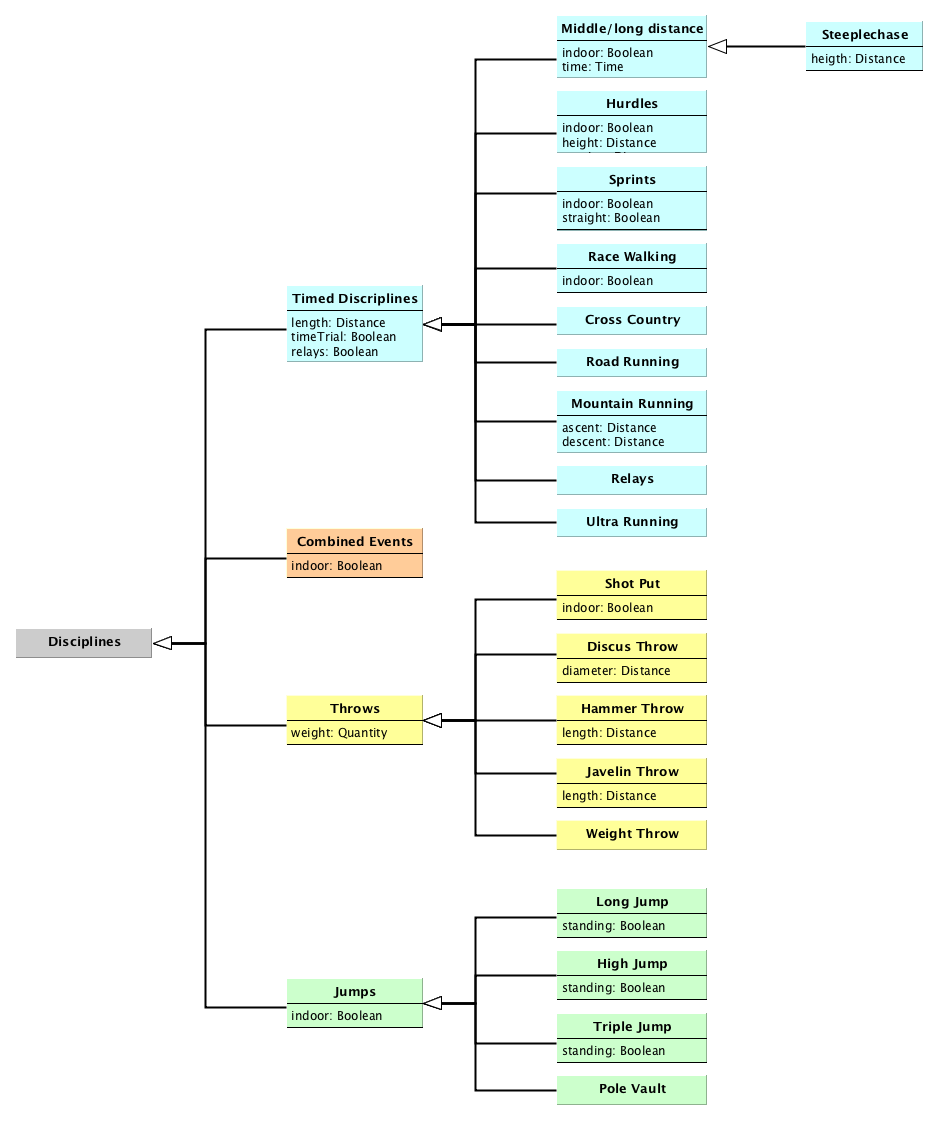 Middle/long distance
indoor: Boolean
time: Time
Steeplechase
heigth: Distance
Hurdles
indoor: Boolean
height: Distance
Sprints
indoor: Boolean
straight: Boolean
Race Walking
indoor: Boolean
Timed Discriplines
length: Distance
timeTrial: Boolean
relays: Boolean
Cross Country
Road Running
Mountain Running
ascent: Distance
descent: Distance
Relays
Ultra Running
Combined Events
indoor: Boolean
Disciplines
Shot Put
indoor: Boolean
Discus Throw
diameter: Distance
Throws
weight: Quantity
Hammer Throw
length: Distance
Javelin Throw
length: Distance
Weight Throw
Long Jump
standing: Boolean
Jumps
indoor: Boolean
High Jump
standing: Boolean
Triple Jump
standing: Boolean
Pole Vault